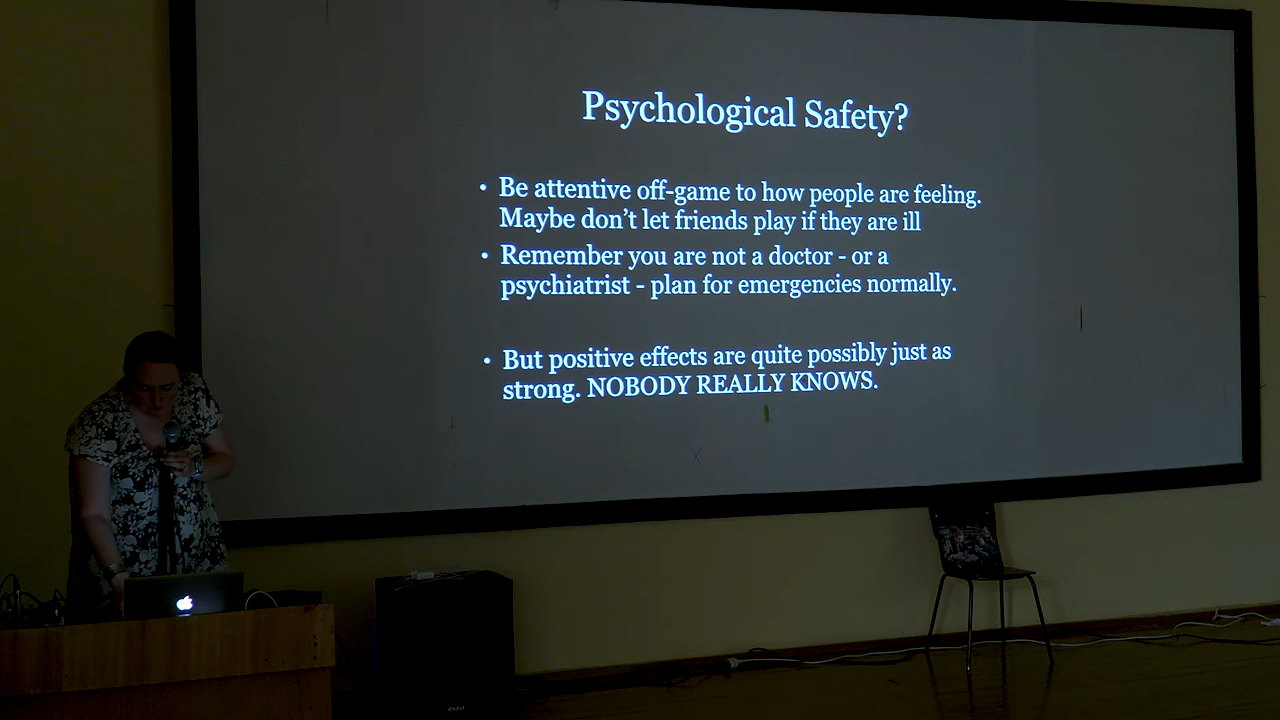 Psychological Safety?
• Be attentive off-game to how people are feeling.
Maybe don't let friends play if they are ill
• Remember you are not a doctor - or a
psychiatrist - plan for emergencies normally.
• But positive effects are quite possibly just as
strong. NOBODY REALLY KNOWS.